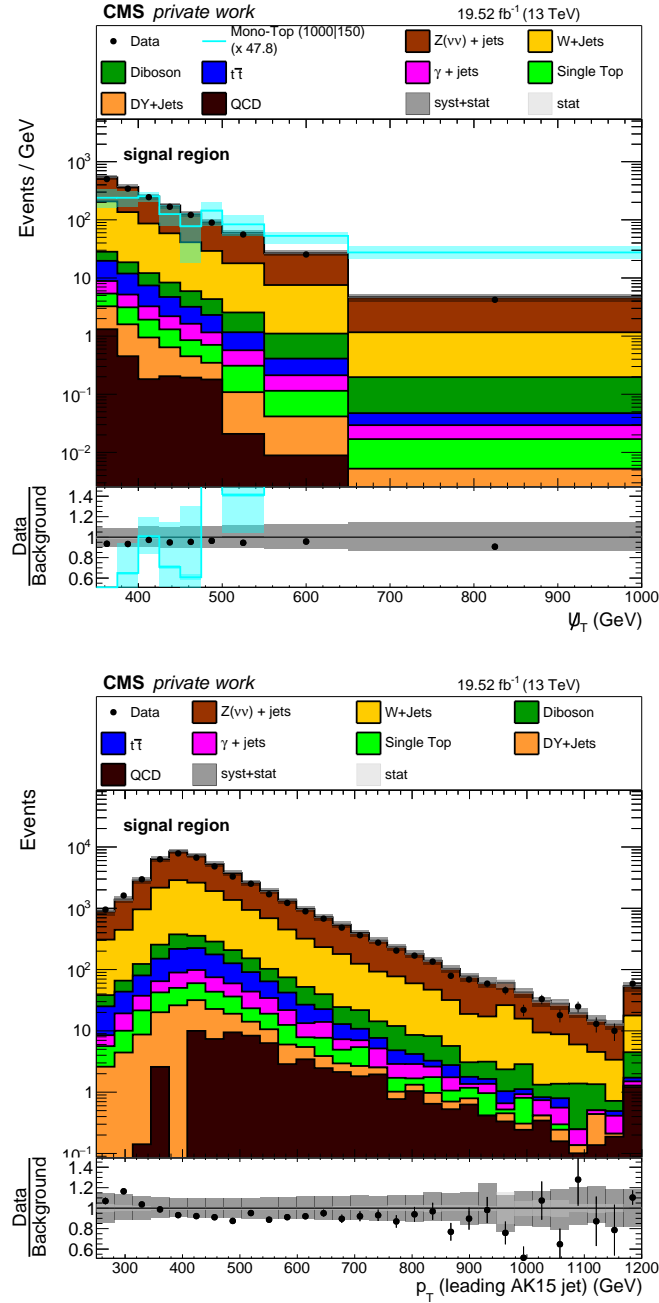 CMS private work 19.52 fb⁻¹ (13 TeV)
Data Mono-Top (1000|150) (x 47.8) Z(νν) + jets W+Jets
Diboson tt̅ γ + jets Single Top
DY+Jets QCD syst+stat stat
signal region
Events / GeV
10³
10²
10
1
10⁻¹
10⁻²
Data
Background
1.4
1.2
1
0.8
0.6
400 500 600 700 800 900 1000
(GeV)
CMS private work 19.52 fb⁻¹ (13 TeV)
Data Z(νν) + jets W+Jets Diboson
tt̅ γ + jets Single Top DY+Jets
QCD syst+stat stat
signal region
Events
10⁴
10³
10²
10
1
10⁻¹
Data
Background
1.4
1.2
1
0.8
0.6
300 400 500 600 700 800 900 1000 1100 1200
p_T (leading AK15 jet) (GeV)